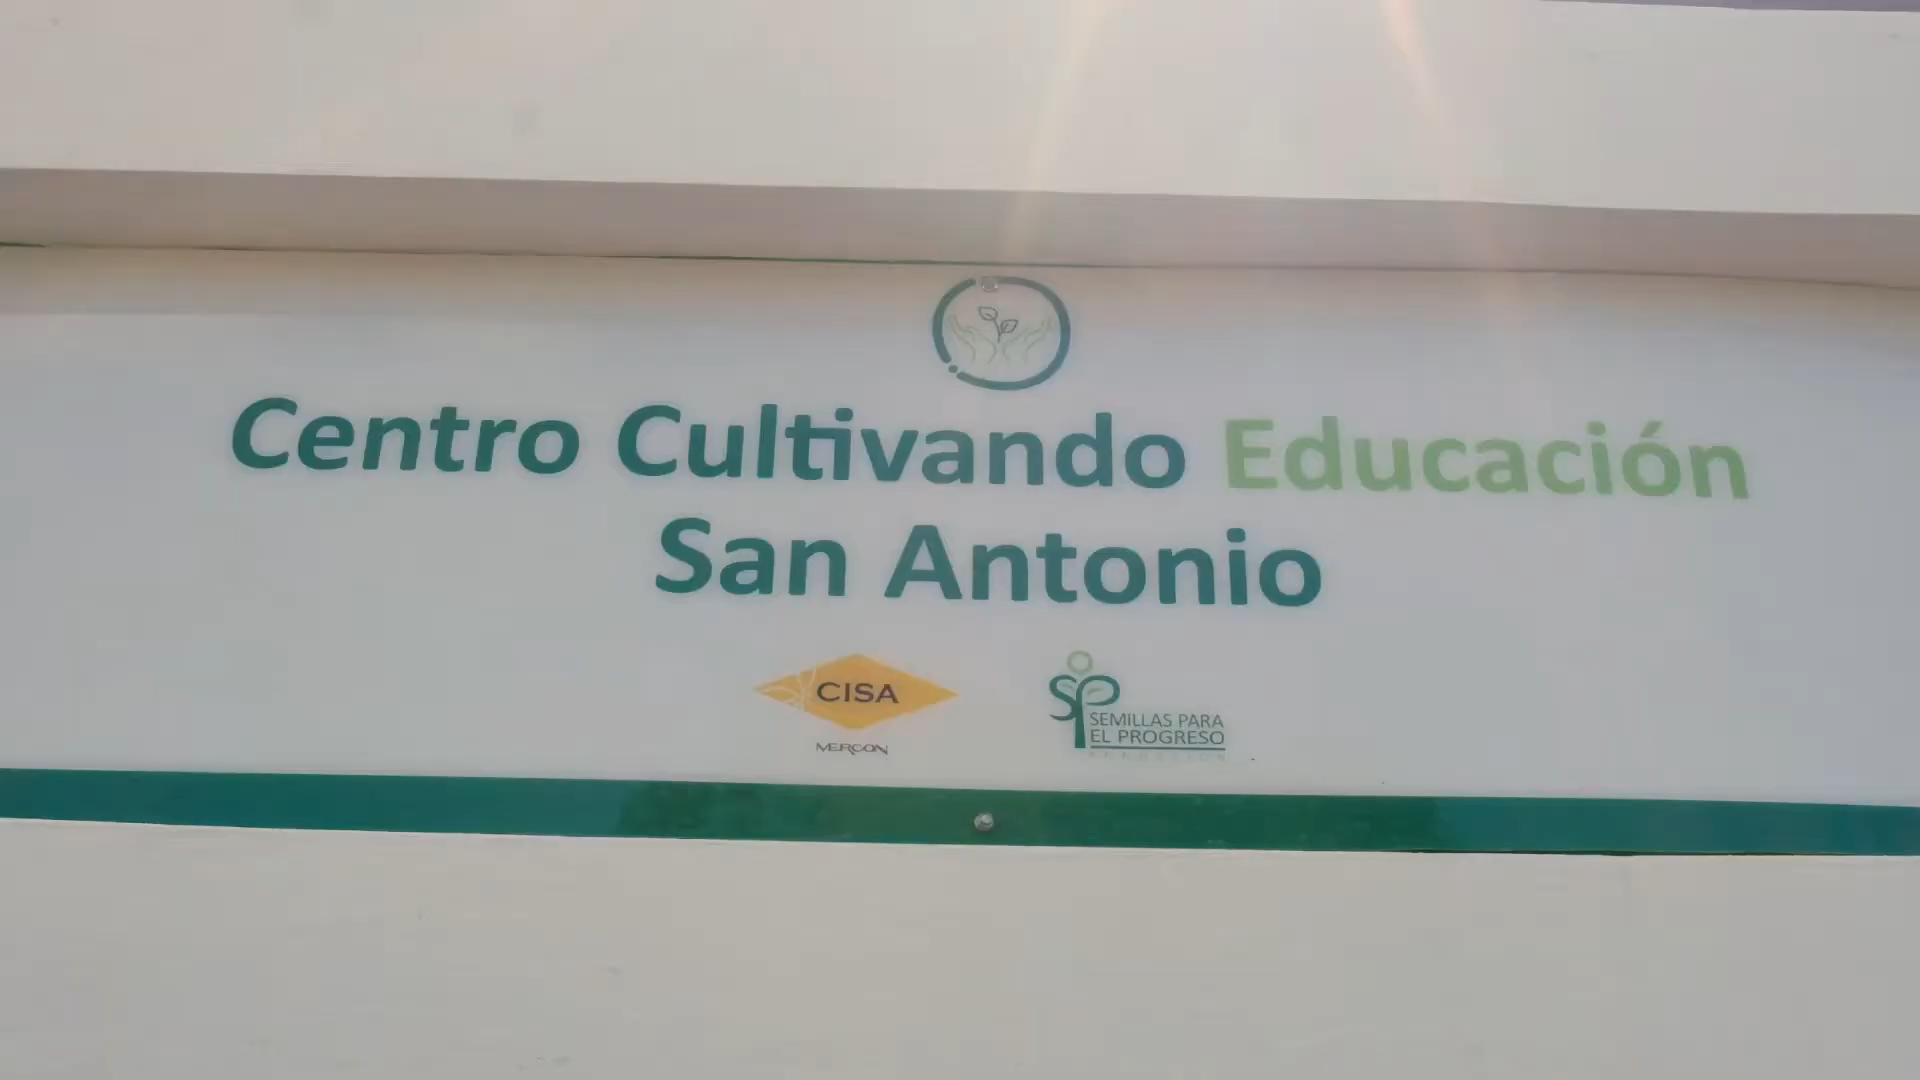 Centro Cultivando Educación
San Antonio
CISA
MERCON
SEMILLAS PARA
EL PROGRESO